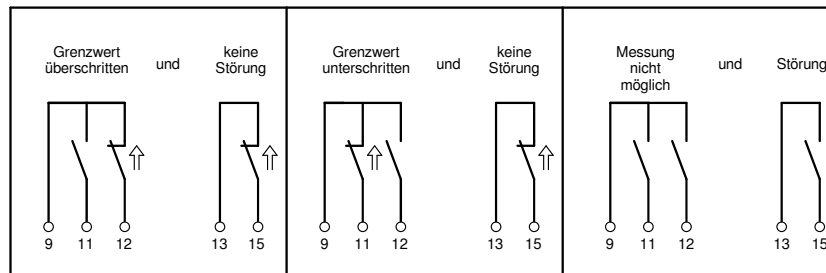 Grenzwert
überschritten
und
keine
Störung
9 11 12 13 15
Grenzwert
unterschritten
und
keine
Störung
9 11 12 13 15
Messung
nicht
möglich
und
Störung
9 11 12 13 15